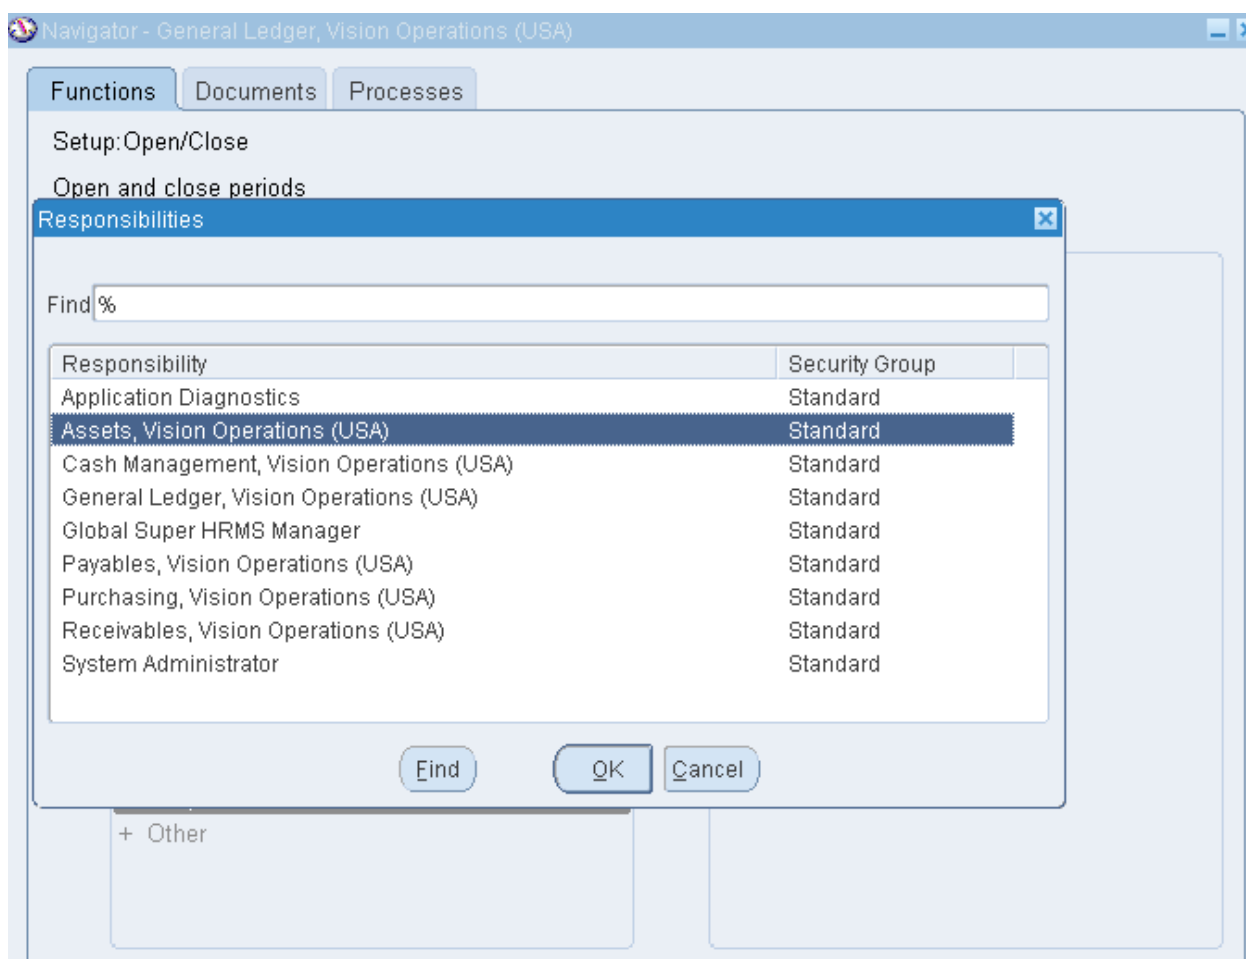 Navigator - General Ledger, Vision Operations (USA)
Functions Documents Processes
Setup:Open/Close
Open and close periods
Responsibilities
Find %
Responsibility Security Group
Application Diagnostics Standard
Assets, Vision Operations (USA) Standard
Cash Management, Vision Operations (USA) Standard
General Ledger, Vision Operations (USA) Standard
Global Super HRMS Manager Standard
Payables, Vision Operations (USA) Standard
Purchasing, Vision Operations (USA) Standard
Receivables, Vision Operations (USA) Standard
System Administrator Standard
Find OK Cancel
+ Other